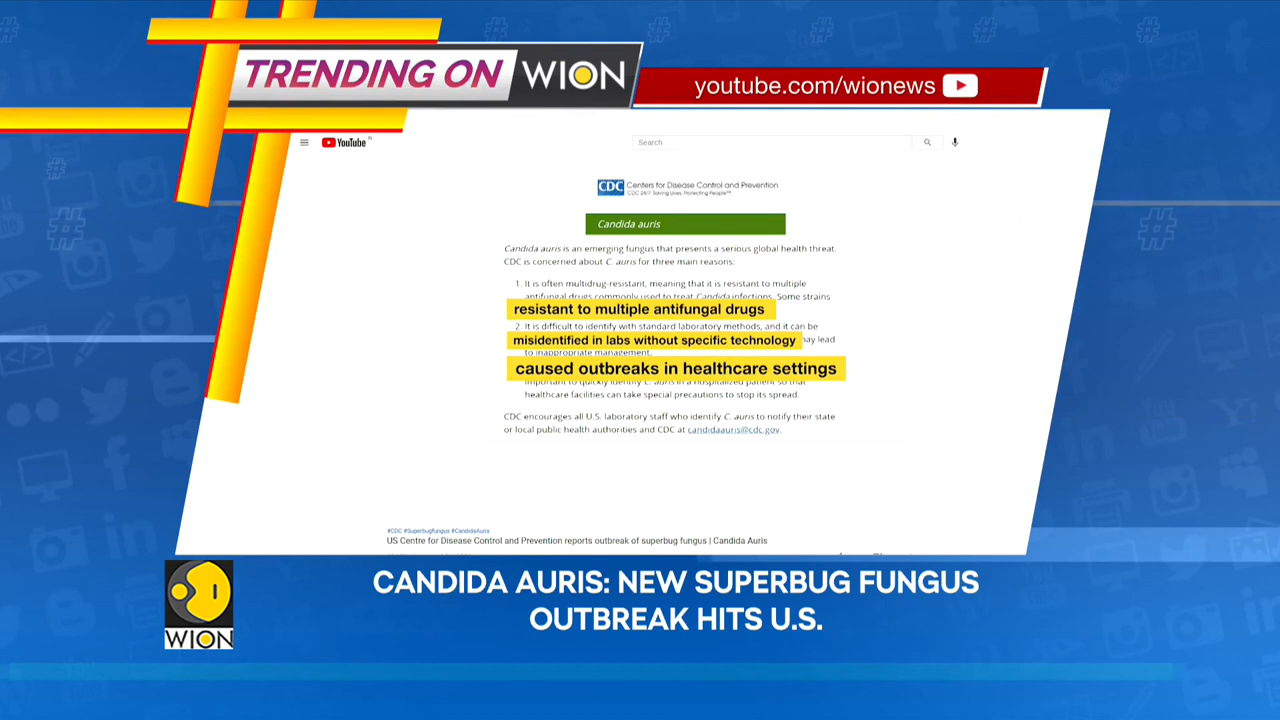 TRENDING ON WION
youtube.com/wionews
YouTube IN
Search
CDC Centers for Disease Control and Prevention
CDC 24/7: Saving Lives, Protecting People™
Candida auris
Candida auris is an emerging fungus that presents a serious global health threat.
CDC is concerned about C. auris for three main reasons:
1. It is often multidrug-resistant, meaning that it is resistant to multiple
antifungal drugs commonly used to treat Candida infections. Some strains
resistant to multiple antifungal drugs
2. It is difficult to identify with standard laboratory methods, and it can be
misidentified in labs without specific technology
may lead
to inappropriate management.
caused outbreaks in healthcare settings
important to quickly identify C. auris in a hospitalized patient so that
healthcare facilities can take special precautions to stop its spread.
CDC encourages all U.S. laboratory staff who identify C. auris to notify their state
or local public health authorities and CDC at candidaauris@cdc.gov.
#CDC #Superbugfungus #CandidaAuris
US Centre for Disease Control and Prevention reports outbreak of superbug fungus | Candida Auris
WION
CANDIDA AURIS: NEW SUPERBUG FUNGUS
OUTBREAK HITS U.S.